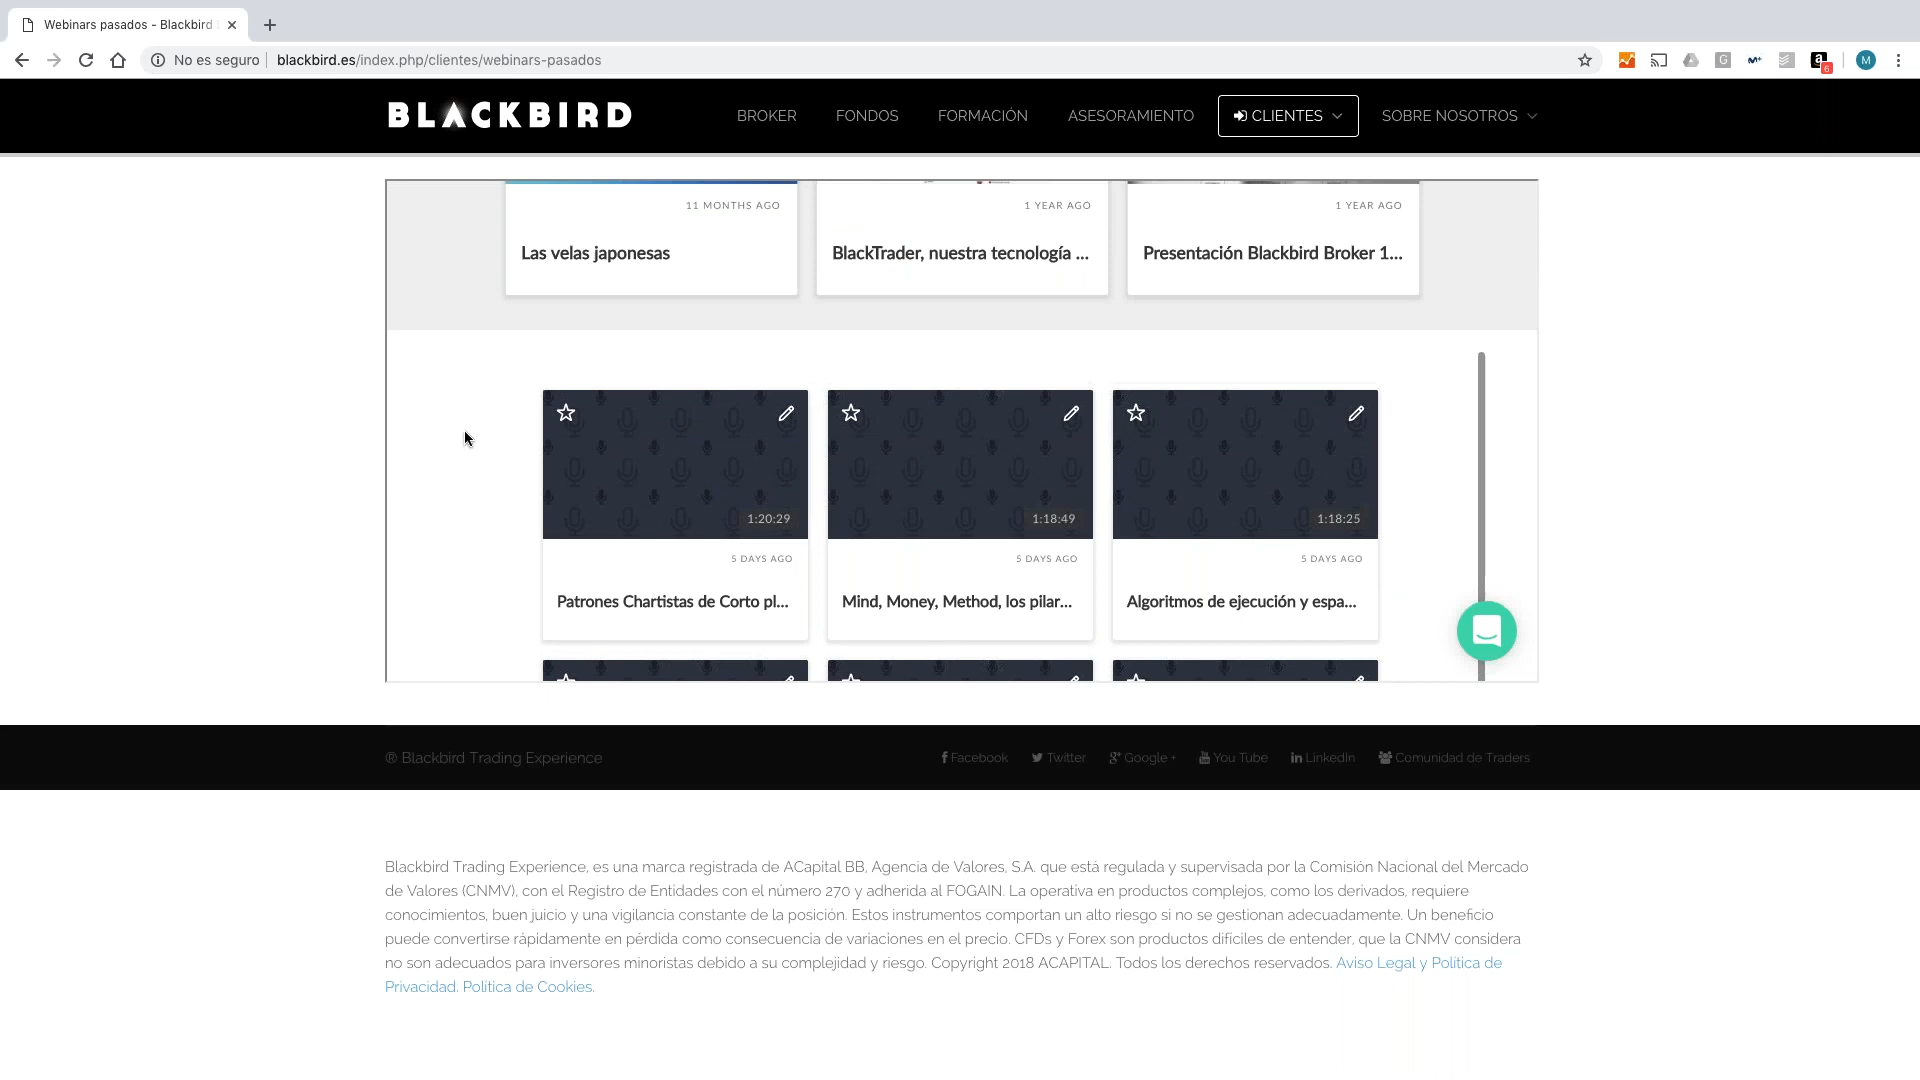 Webinars pasados - Blackbird
No es seguro
blackbird.es/index.php/clientes/webinars-pasados
G
a
6
M
BLACKBIRD
BROKER
FONDOS
FORMACIÓN
ASESORAMIENTO
CLIENTES
SOBRE NOSOTROS
11 MONTHS AGO
1 YEAR AGO
1 YEAR AGO
Las velas japonesas
BlackTrader, nuestra tecnología ...
Presentación Blackbird Broker 1...
1:20:29
1:18:49
1:18:25
5 DAYS AGO
5 DAYS AGO
5 DAYS AGO
Patrones Chartistas de Corto pl...
Mind, Money, Method, los pilar...
Algoritmos de ejecución y espa...
® Blackbird Trading Experience
Facebook
Twitter
Google +
You Tube
LinkedIn
Comunidad de Traders
Blackbird Trading Experience, es una marca registrada de ACapital BB, Agencia de Valores, S.A. que está regulada y supervisada por la Comisión Nacional del Mercado
de Valores (CNMV), con el Registro de Entidades con el número 270 y adherida al FOGAIN. La operativa en productos complejos, como los derivados, requiere
conocimientos, buen juicio y una vigilancia constante de la posición. Estos instrumentos comportan un alto riesgo si no se gestionan adecuadamente. Un beneficio
puede convertirse rápidamente en pérdida como consecuencia de variaciones en el precio. CFDs y Forex son productos difíciles de entender, que la CNMV considera
no son adecuados para inversores minoristas debido a su complejidad y riesgo. Copyright 2018 ACAPITAL. Todos los derechos reservados. Aviso Legal y Política de
Privacidad. Política de Cookies.